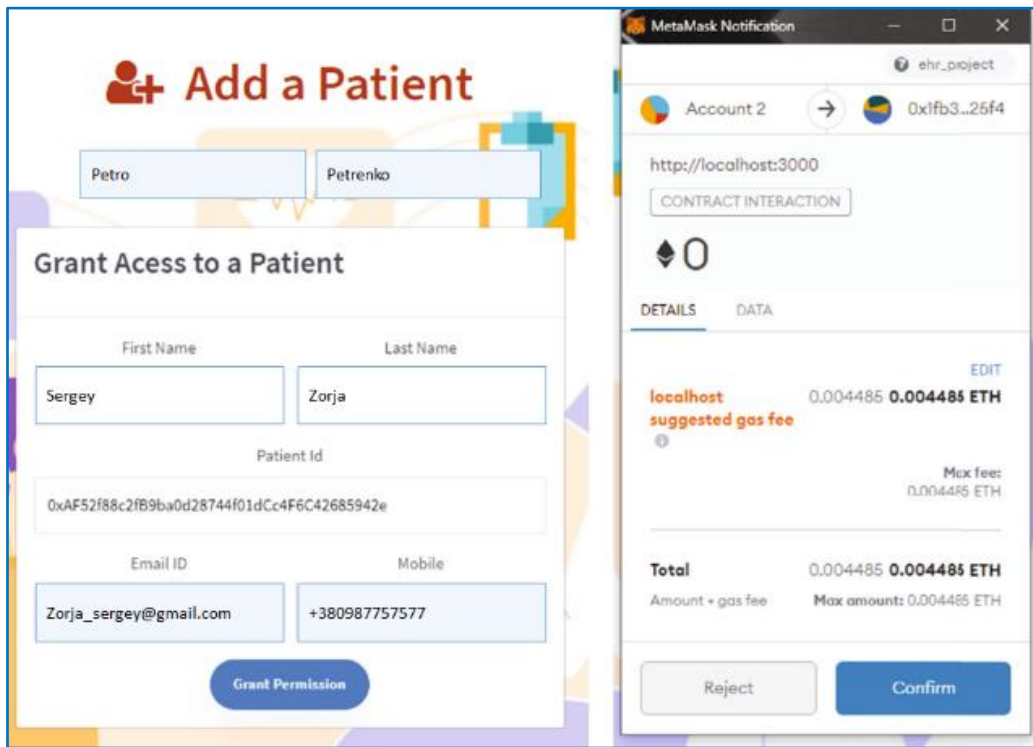 Add a Patient
Petro Petrenko
Grant Acess to a Patient
First Name Last Name
Sergey Zorja
Patient Id
0xAF52f88c2fB9ba0d28744f01dCc4F6C42685942e
Email ID Mobile
Zorja_sergey@gmail.com +380987757577
Grant Permission
MetaMask Notification
? ehr_project
Account 2 0x1fb3...25f4
http://localhost:3000
CONTRACT INTERACTION
0
DETAILS DATA
EDIT
localhost 0.004485 0.004485 ETH
suggested gas fee
Max fee:
0.004485 ETH
Total 0.004485 0.004485 ETH
Amount + gas fee Max amount: 0.004485 ETH
Reject Confirm